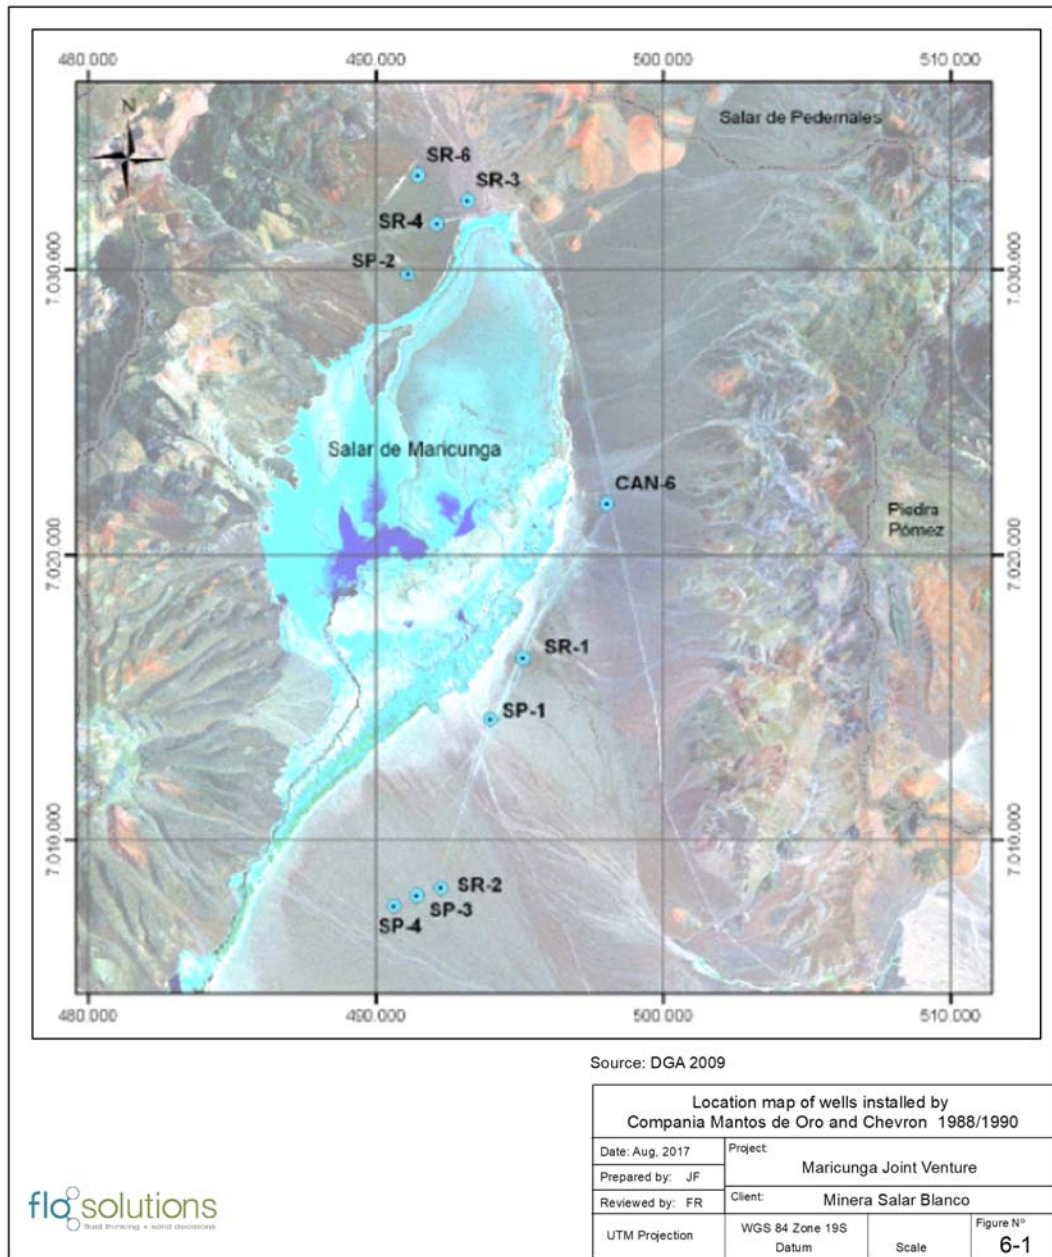 480.000 490.000 500.000 510.000
N
Salar de Pedernales
SR-6
SR-3
SR-4
SP-2
7.030.000 7.030.000
Salar de Maricunga
CAN-6
Piedra
Pómez
7.020.000 7.020.000
SR-1
SP-1
7.010.000 7.010.000
SR-2
SP-3
SP-4
480.000 490.000 500.000 510.000
Source: DGA 2009
Location map of wells installed by
Compania Mantos de Oro and Chevron 1988/1990
Date: Aug, 2017
Project:
Maricunga Joint Venture
Prepared by: JF
Reviewed by: FR
Client: Minera Salar Blanco
UTM Projection
WGS 84 Zone 19S
Datum
Scale
Figure N°
6-1
flosolutions
fluid thinking + solid decisions